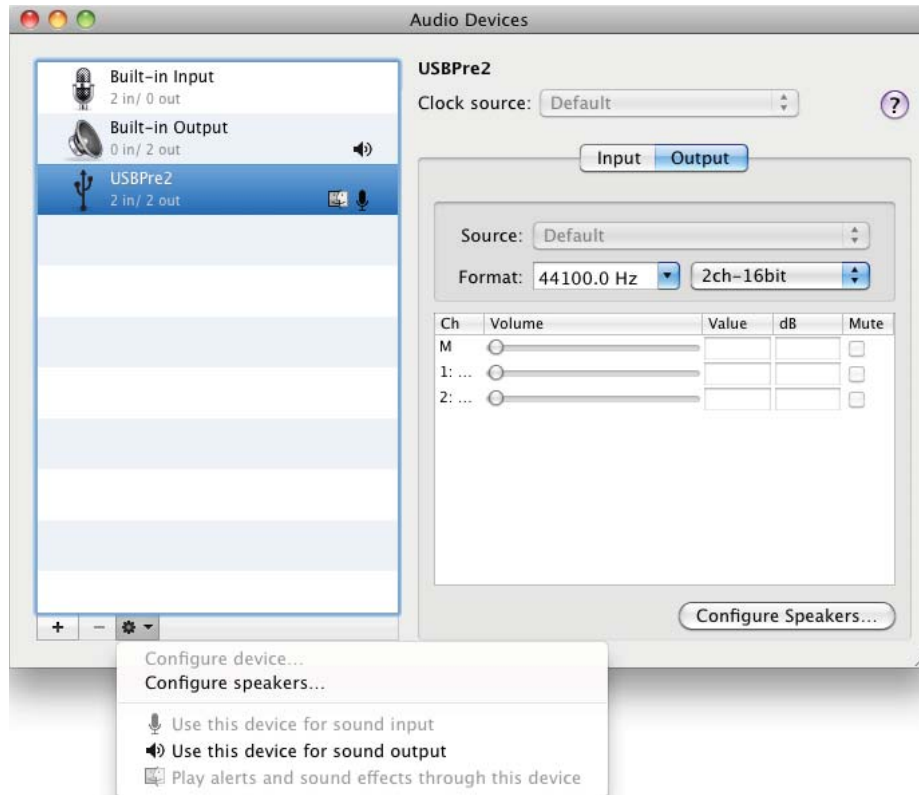 Audio Devices
Built-in Input
2 in/ 0 out
Built-in Output
0 in/ 2 out
USBPre2
2 in/ 2 out
USBPre2
Clock source: Default
?
Input Output
Source: Default
Format: 44100.0 Hz 2ch-16bit
Ch Volume Value dB Mute
M
1: ...
2: ...
Configure Speakers...
+ −
Configure device...
Configure speakers...
Use this device for sound input
Use this device for sound output
Play alerts and sound effects through this device